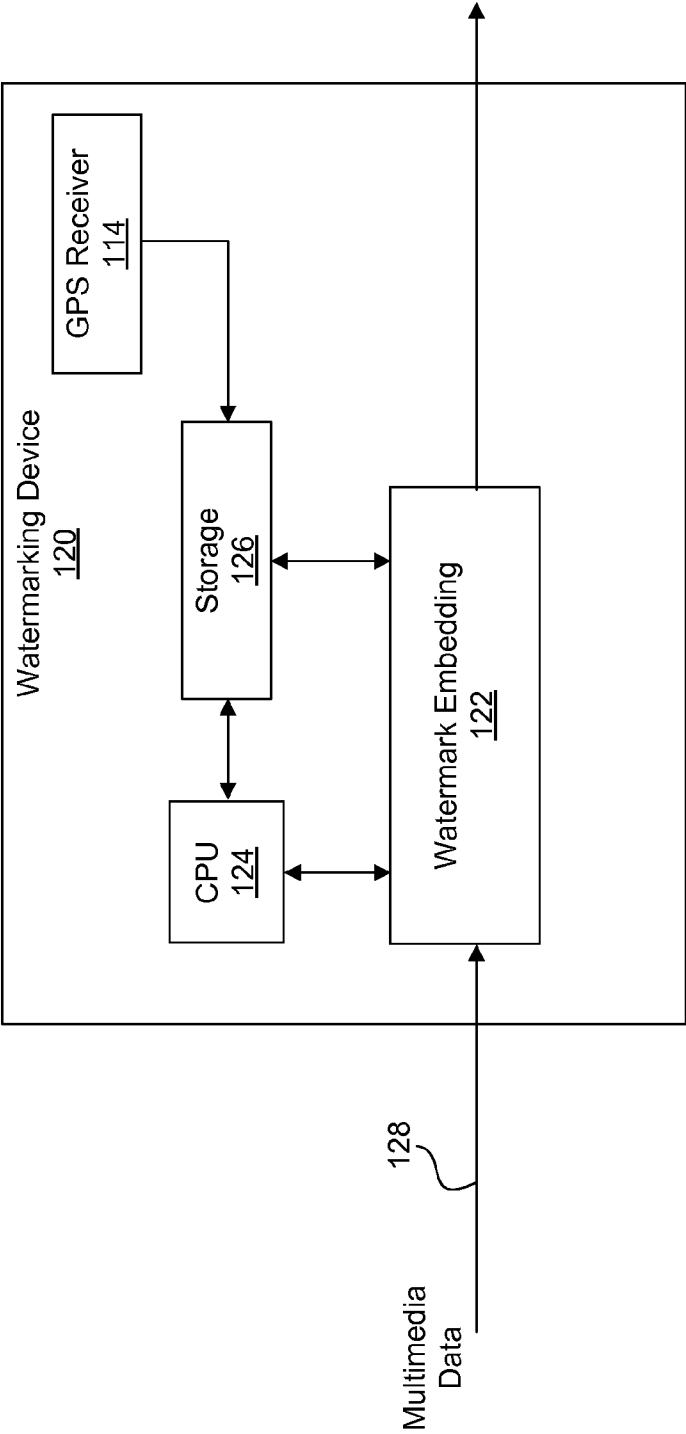 Watermarking Device
120
GPS Receiver
114
Storage
126
CPU
124
Watermark Embedding
122
128
Multimedia
Data